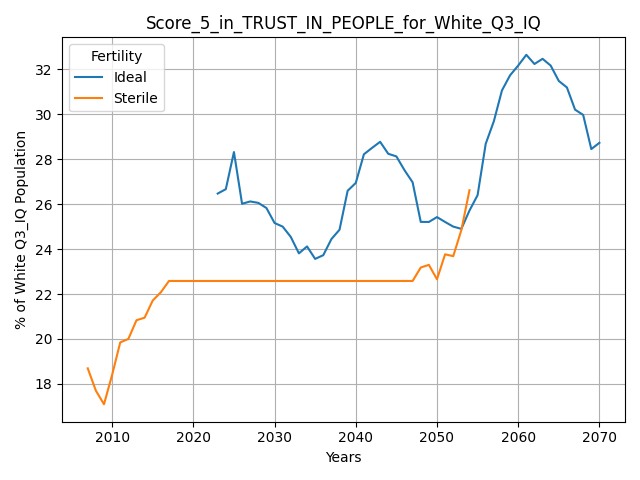 Score_5_in_TRUST_IN_PEOPLE_for_White_Q3_IQ
Fertility
Ideal
Sterile
% of White Q3_IQ Population
32
30
28
26
24
22
20
18
2010 2020 2030 2040 2050 2060 2070
Years